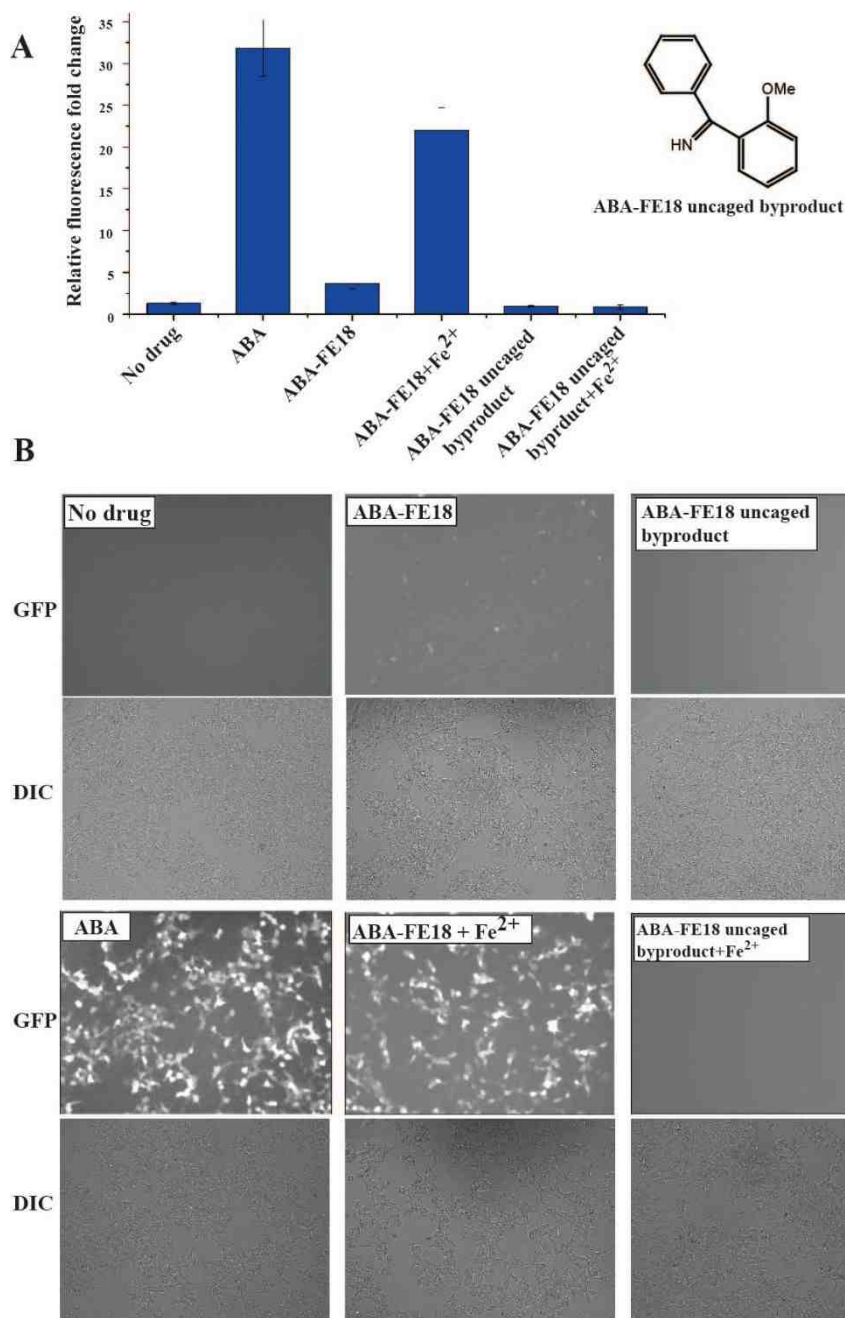 A
Relative fluorescence fold change
35
30
25
20
15
10
5
0
No drug
ABA
ABA-FE18
ABA-FE18+Fe2+
ABA-FE18 uncaged
byproduct
ABA-FE18 uncaged
byprduct+Fe2+
OMe
HN
ABA-FE18 uncaged byproduct
B
No drug
ABA-FE18
ABA-FE18 uncaged
byproduct
GFP
DIC
ABA
ABA-FE18 + Fe2+
ABA-FE18 uncaged
byproduct+Fe2+
GFP
DIC